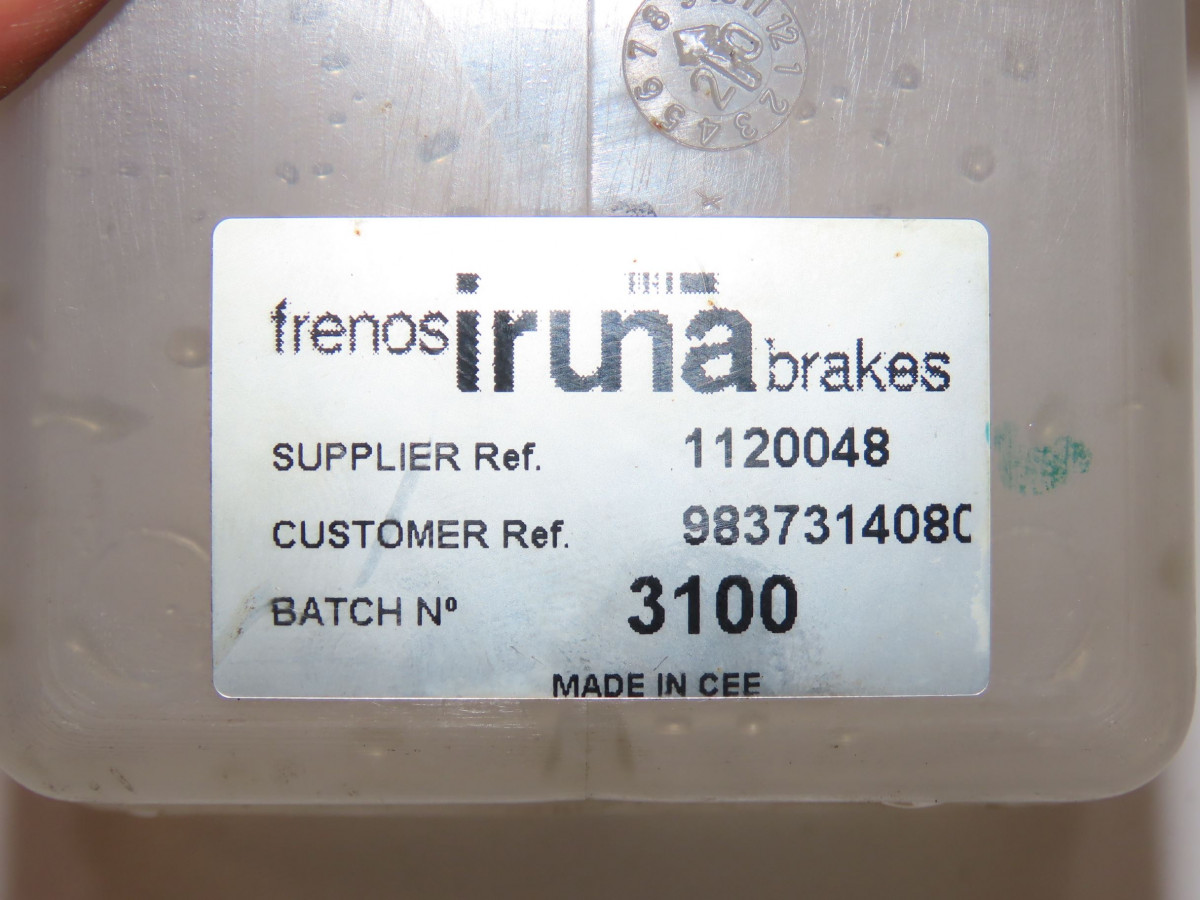 frenos iruña brakes
SUPPLIER Ref. 1120048
CUSTOMER Ref. 9837314080
BATCH Nº 3100
MADE IN CEE